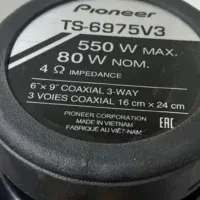 Pioneer
TS-6975V3
550 W MAX.
80 W NOM.
4 Ω IMPEDANCE
6"x 9" COAXIAL 3-WAY
3 VOIES COAXIAL 16 cm x 24 cm
PIONEER CORPORATION
MADE IN VIETNAM
FABRIQUÉ AU VIÊT-NAM
EAC